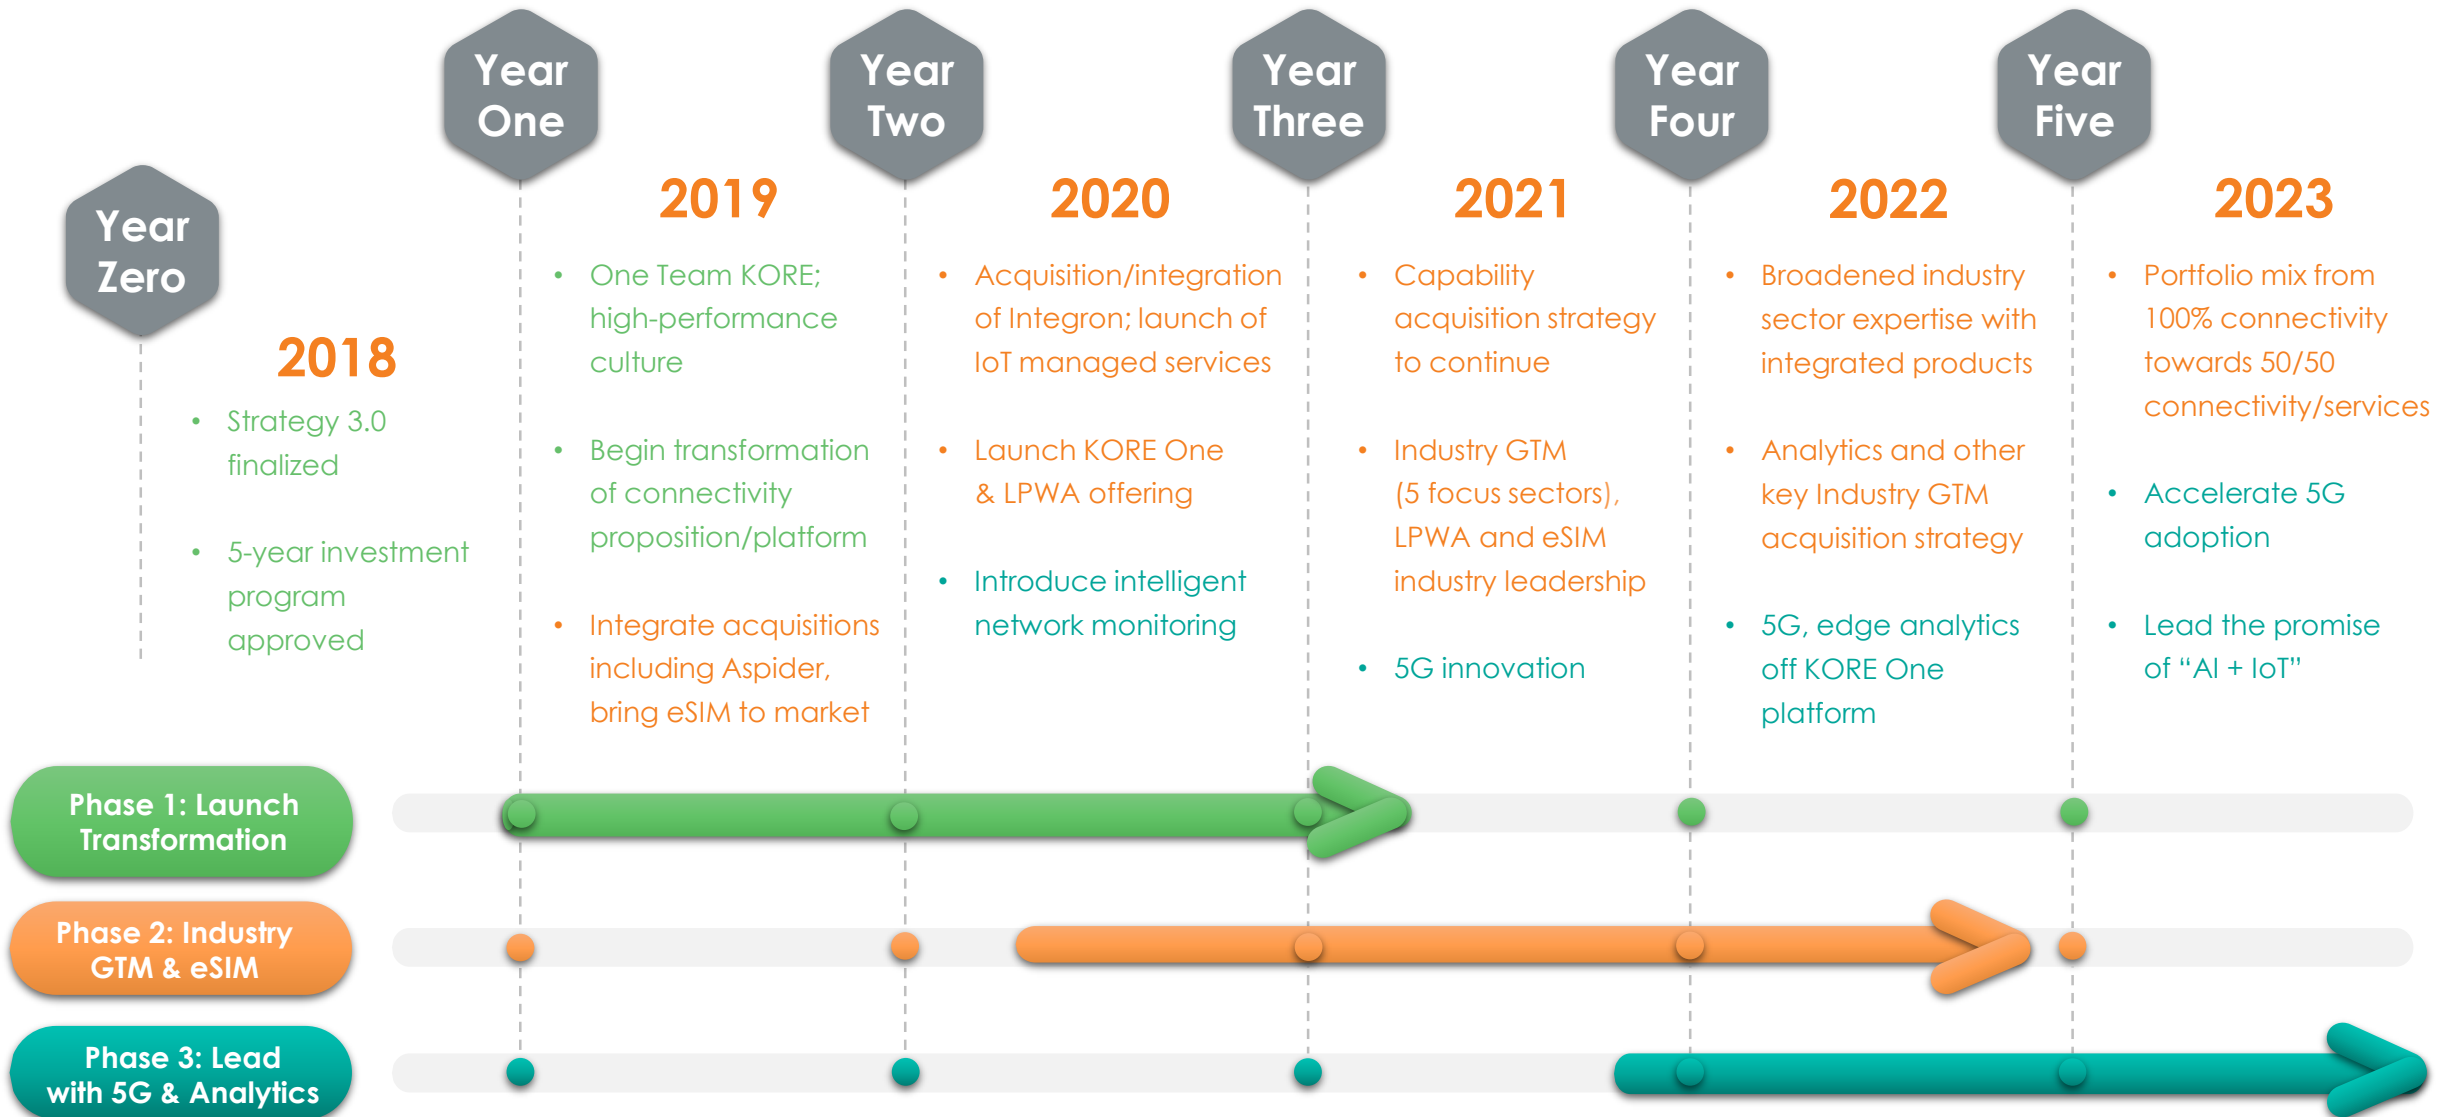 Year
Zero
2018
• Strategy 3.0
finalized
• 5-year investment
program
approved
Year
One
2019
• One Team KORE;
high-performance
culture
• Begin transformation
of connectivity
proposition/platform
• Integrate acquisitions
including Aspider,
bring eSIM to market
Year
Two
2020
• Acquisition/integration
of Integron; launch of
IoT managed services
• Launch KORE One
& LPWA offering
• Introduce intelligent
network monitoring
Year
Three
2021
• Capability
acquisition strategy
to continue
• Industry GTM
(5 focus sectors),
LPWA and eSIM
industry leadership
• 5G innovation
Year
Four
2022
• Broadened industry
sector expertise with
integrated products
• Analytics and other
key Industry GTM
acquisition strategy
• 5G, edge analytics
off KORE One
platform
Year
Five
2023
• Portfolio mix from
100% connectivity
towards 50/50
connectivity/services
• Accelerate 5G
adoption
• Lead the promise
of “AI + IoT”
Phase 1: Launch
Transformation
Phase 2: Industry
GTM & eSIM
Phase 3: Lead
with 5G & Analytics